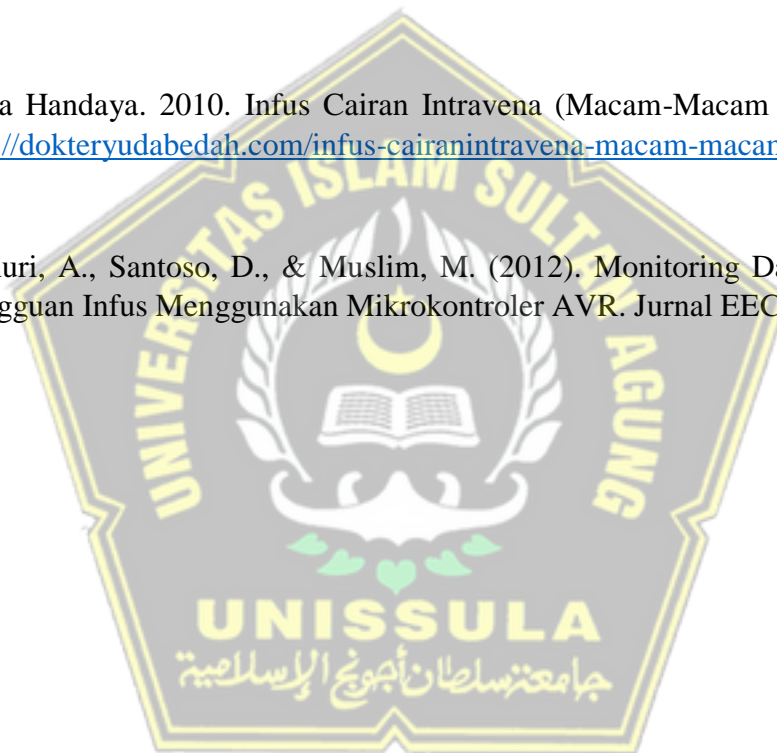 a Handaya. 2010. Infus Cairan Intravena (Macam-Macam
://dokteryudabedah.com/infus-cairanintravena-macam-macam
uri, A., Santoso, D., & Muslim, M. (2012). Monitoring Da
gguan Infus Menggunakan Mikrokontroler AVR. Jurnal EEC
UNIVERSITAS ISLAM SULTAN AGUNG
UNISSULA
جامعة سلطان أجونج الإسلامية